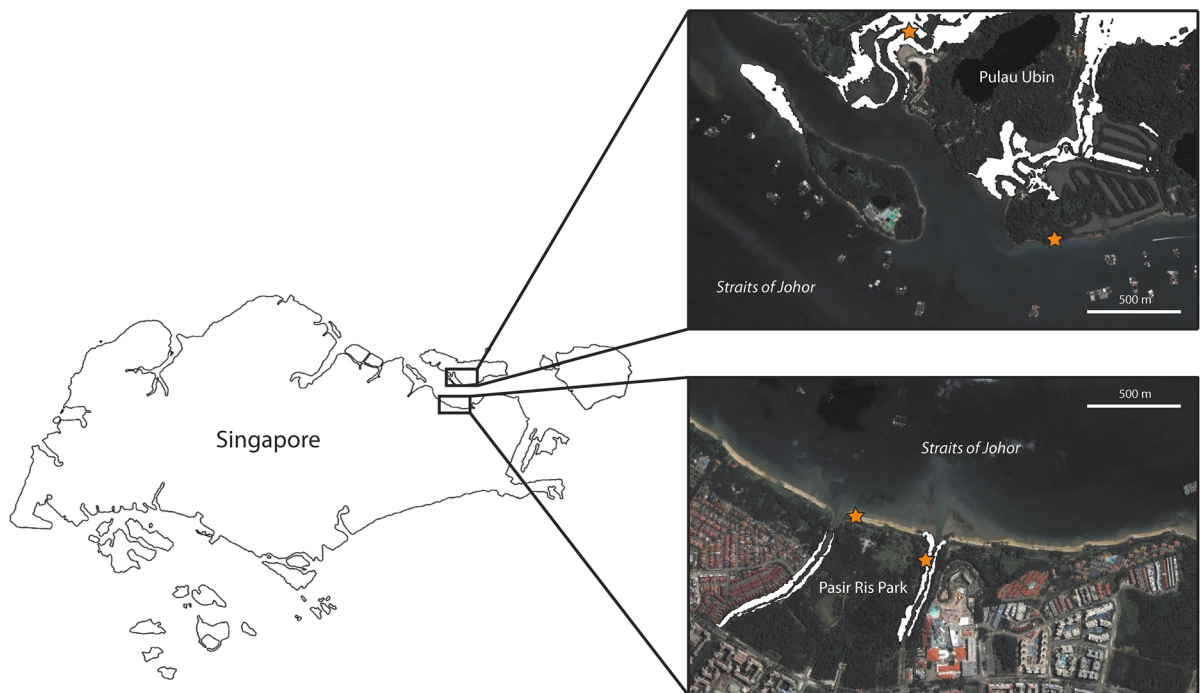 Pulau Ubin
Straits of Johor
500 m
Singapore
500 m
Straits of Johor
Pasir Ris Park